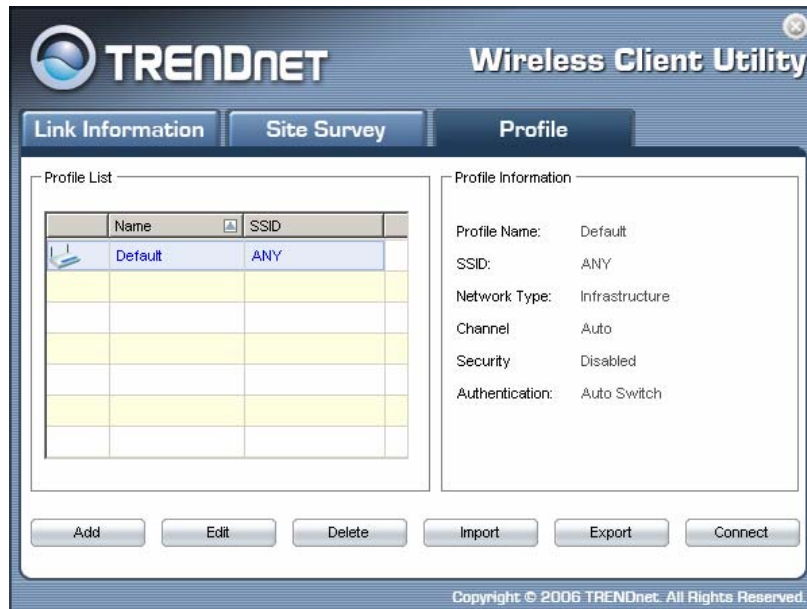 TRENDNET
Wireless Client Utility
Link Information
Site Survey
Profile
Profile List
Name
SSID
Default
ANY
Profile Information
Profile Name: Default
SSID: ANY
Network Type: Infrastructure
Channel Auto
Security Disabled
Authentication: Auto Switch
Add
Edit
Delete
Import
Export
Connect
Copyright © 2006 TRENDnet. All Rights Reserved.